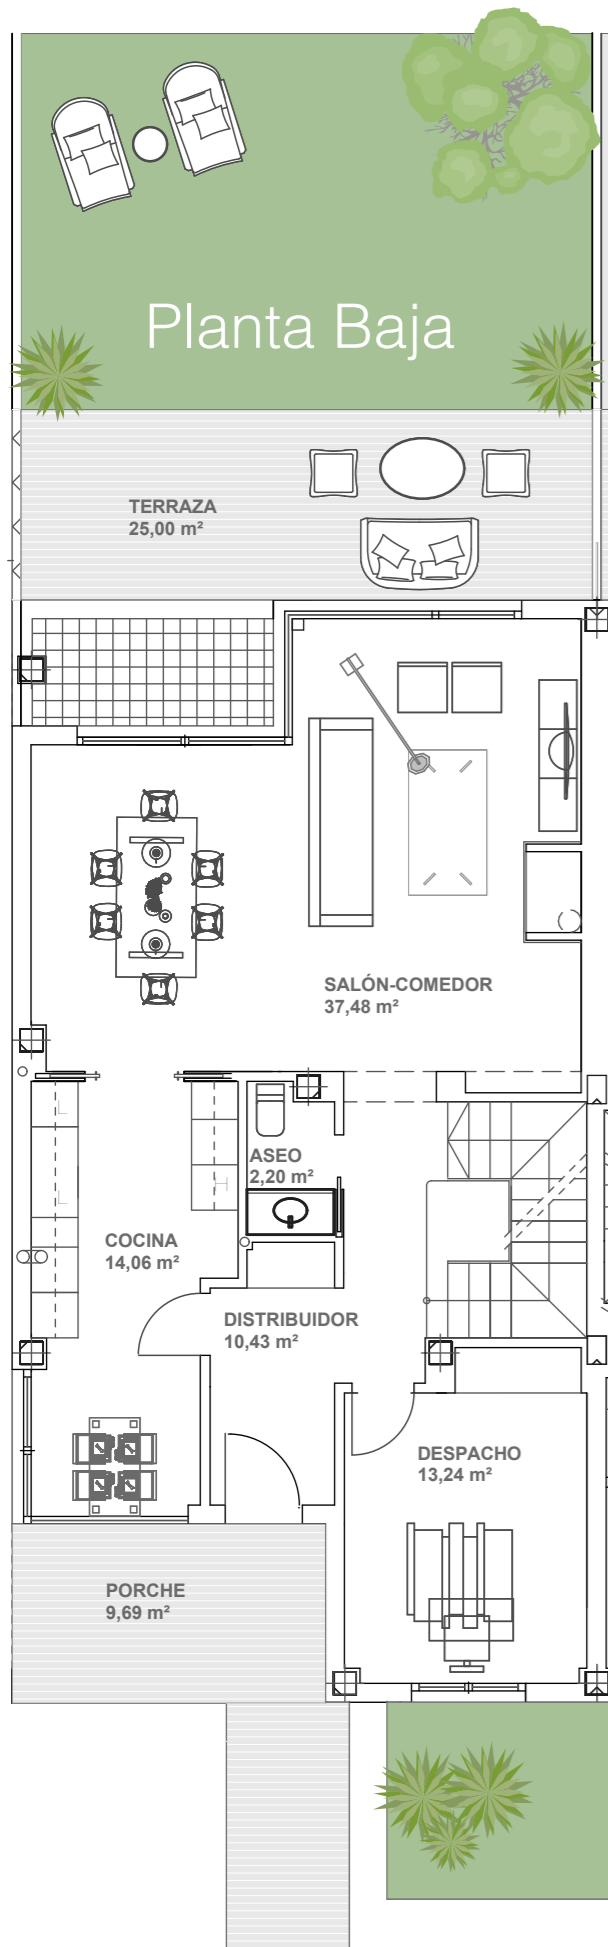 Planta Baja
TERRAZA
25,00 m²
SALÓN-COMEDOR
37,48 m²
ASEO
2,20 m²
COCINA
14,06 m²
DISTRIBUIDOR
10,43 m²
DESPACHO
13,24 m²
PORCHE
9,69 m²